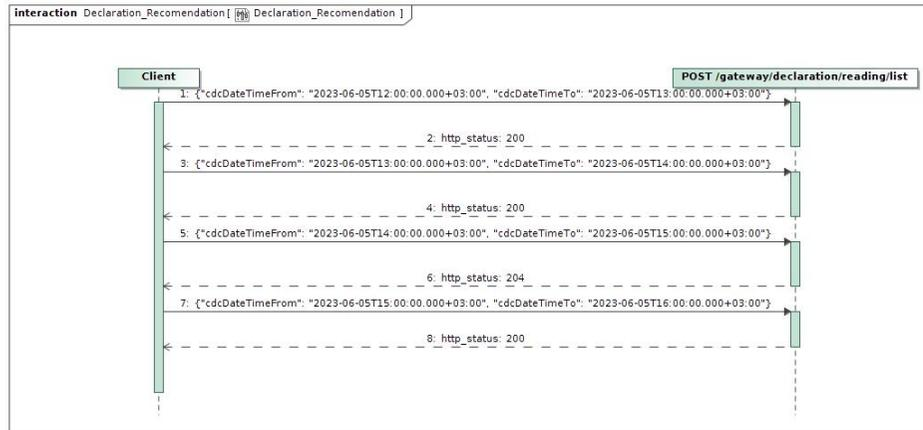 interaction Declaration_Recomendation [ Declaration_Recomendation ]
Client
POST /gateway/declaration/reading/list
1: {"cdcDateTimeFrom": "2023-06-05T12:00:00.000+03:00", "cdcDateTimeTo": "2023-06-05T13:00:00.000+03:00"}
2: http_status: 200
3: {"cdcDateTimeFrom": "2023-06-05T13:00:00.000+03:00", "cdcDateTimeTo": "2023-06-05T14:00:00.000+03:00"}
4: http_status: 200
5: {"cdcDateTimeFrom": "2023-06-05T14:00:00.000+03:00", "cdcDateTimeTo": "2023-06-05T15:00:00.000+03:00"}
6: http_status: 204
7: {"cdcDateTimeFrom": "2023-06-05T15:00:00.000+03:00", "cdcDateTimeTo": "2023-06-05T16:00:00.000+03:00"}
8: http_status: 200